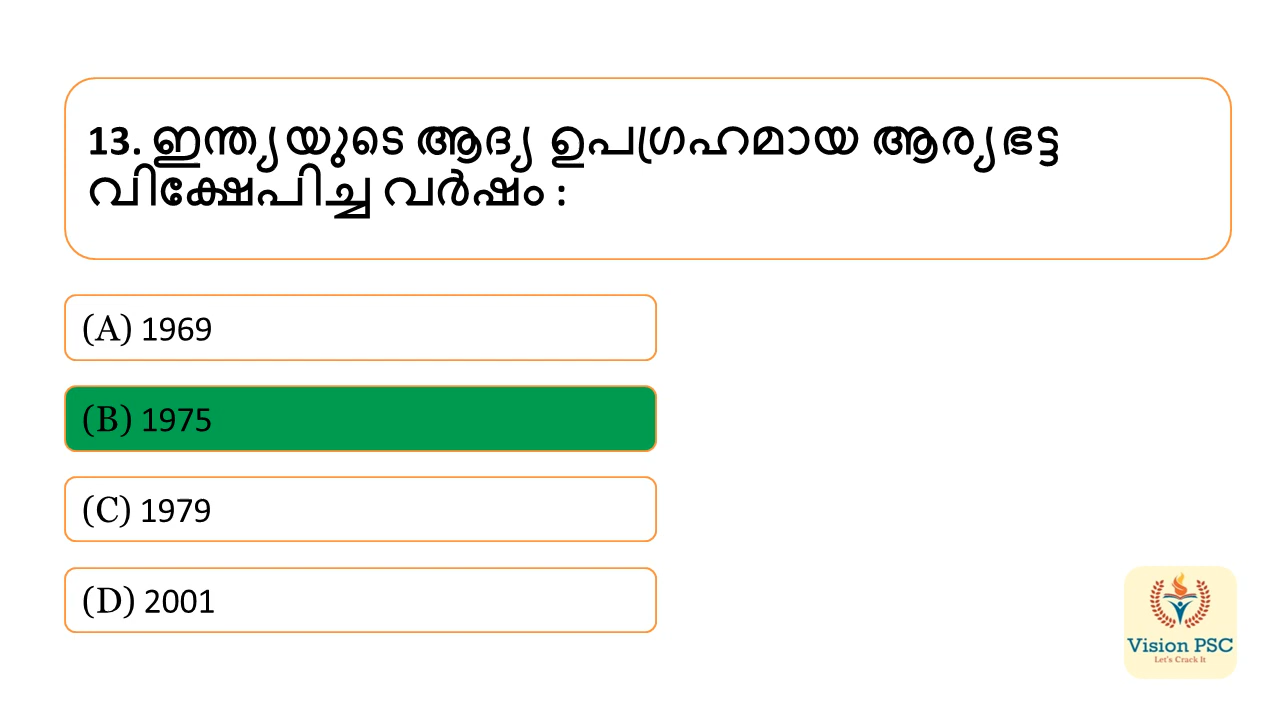 13. ഇന്ത്യയുടെ ആദ്യ ഉപഗ്രഹമായ ആര്യഭട്ട
വിക്ഷേപിച്ച വർഷം :
(A) 1969
(B) 1975
(C) 1979
(D) 2001
Vision PSC
Let's Crack It